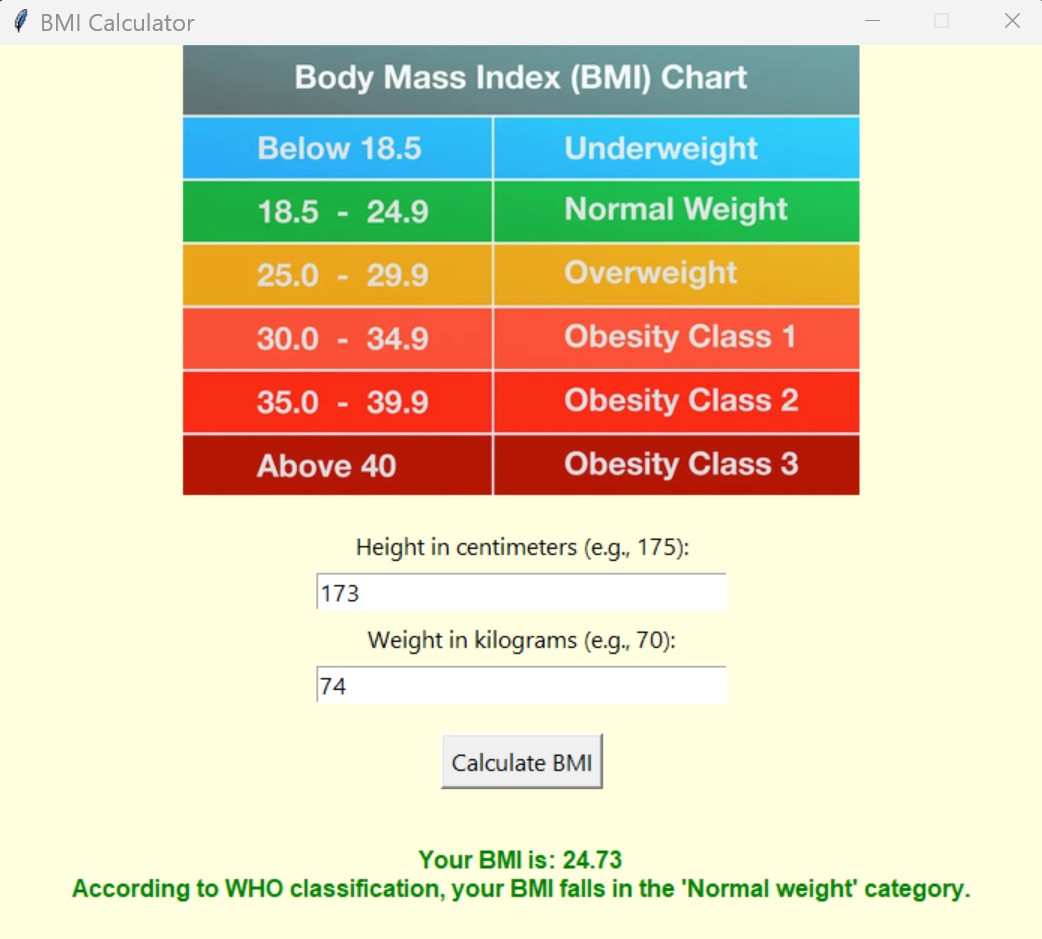 BMI Calculator
Body Mass Index (BMI) Chart
Below 18.5 Underweight
18.5 - 24.9 Normal Weight
25.0 - 29.9 Overweight
30.0 - 34.9 Obesity Class 1
35.0 - 39.9 Obesity Class 2
Above 40 Obesity Class 3
Height in centimeters (e.g., 175):
173
Weight in kilograms (e.g., 70):
74
Calculate BMI
Your BMI is: 24.73
According to WHO classification, your BMI falls in the 'Normal weight' category.